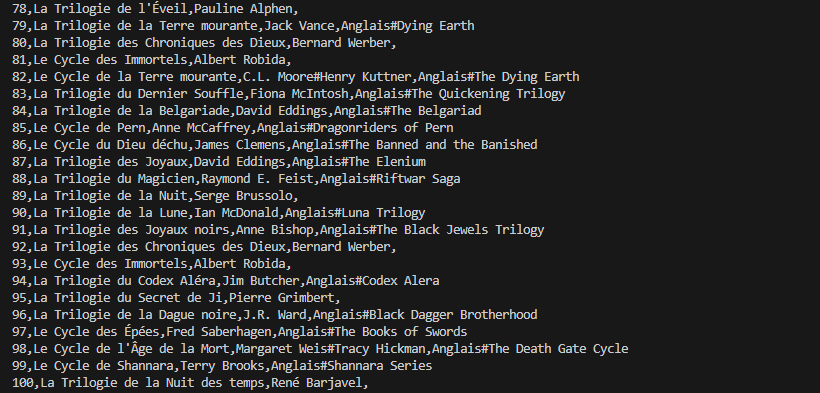 78,La Trilogie de l'Éveil,Pauline Alphen,
79,La Trilogie de la Terre mourante,Jack Vance,Anglais#Dying Earth
80,La Trilogie des Chroniques des Dieux,Bernard Werber,
81,Le Cycle des Immortels,Albert Robida,
82,Le Cycle de la Terre mourante,C.L. Moore#Henry Kuttner,Anglais#The Dying Earth
83,La Trilogie du Dernier Souffle,Fiona McIntosh,Anglais#The Quickening Trilogy
84,La Trilogie de la Belgariade,David Eddings,Anglais#The Belgariad
85,Le Cycle de Pern,Anne McCaffrey,Anglais#Dragonriders of Pern
86,Le Cycle du Dieu déchu,James Clemens,Anglais#The Banned and the Banished
87,La Trilogie des Joyaux,David Eddings,Anglais#The Elenium
88,La Trilogie du Magicien,Raymond E. Feist,Anglais#Riftwar Saga
89,La Trilogie de la Nuit,Serge Brussolo,
90,La Trilogie de la Lune,Ian McDonald,Anglais#Luna Trilogy
91,La Trilogie des Joyaux noirs,Anne Bishop,Anglais#The Black Jewels Trilogy
92,La Trilogie des Chroniques des Dieux,Bernard Werber,
93,Le Cycle des Immortels,Albert Robida,
94,La Trilogie du Codex Aléra,Jim Butcher,Anglais#Codex Alera
95,La Trilogie du Secret de Ji,Pierre Grimbert,
96,La Trilogie de la Dague noire,J.R. Ward,Anglais#Black Dagger Brotherhood
97,Le Cycle des Épées,Fred Saberhagen,Anglais#The Books of Swords
98,Le Cycle de l'Âge de la Mort,Margaret Weis#Tracy Hickman,Anglais#The Death Gate Cycle
99,Le Cycle de Shannara,Terry Brooks,Anglais#Shannara Series
100,La Trilogie de la Nuit des temps,René Barjavel,